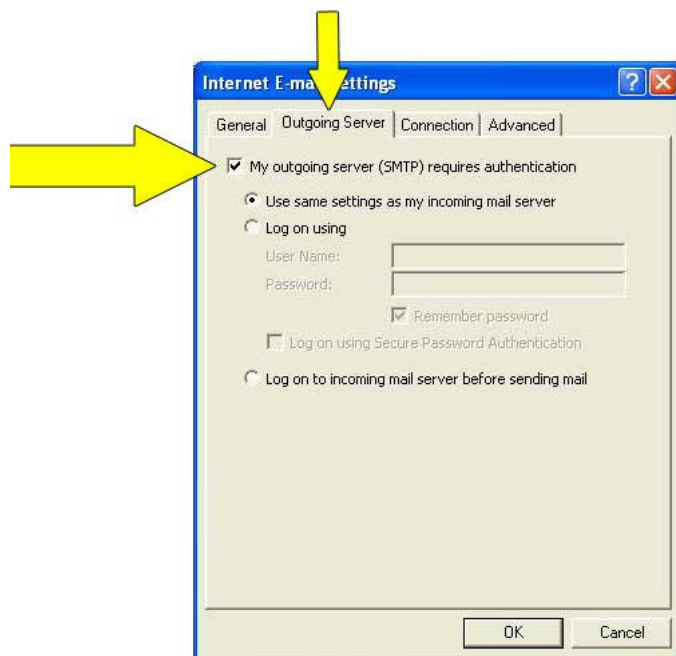 Internet E-ma ettings
General Outgoing Server Connection Advanced
My outgoing server (SMTP) requires authentication
Use same settings as my incoming mail server
Log on using
User Name:
Password:
Remember password
Log on using Secure Password Authentication
Log on to incoming mail server before sending mail
OK Cancel